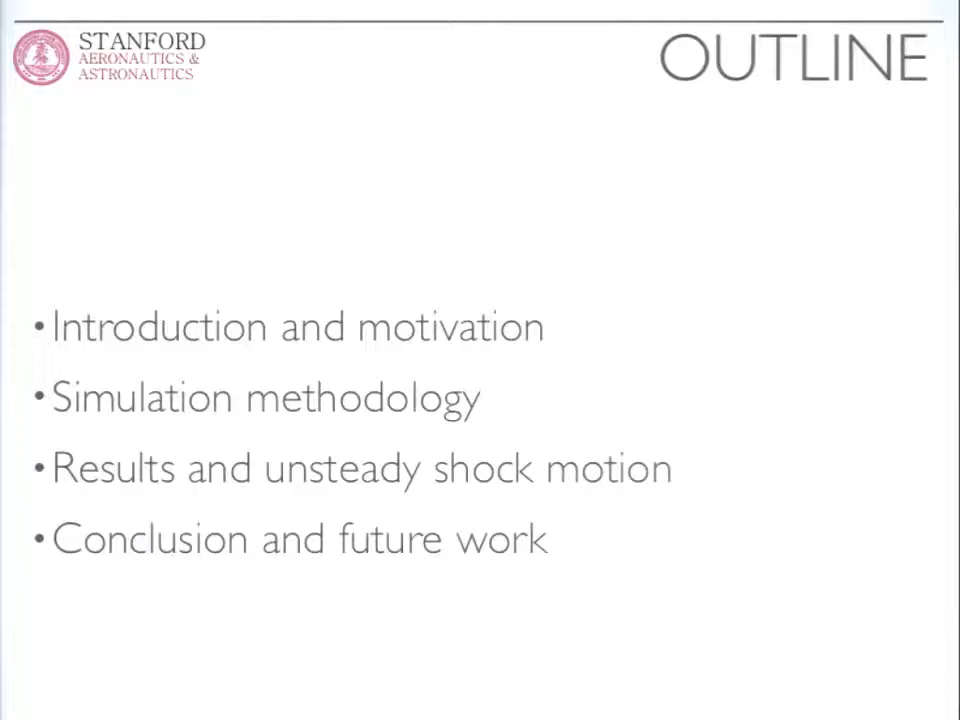 STANFORD
AERONAUTICS &
ASTRONAUTICS
OUTLINE
• Introduction and motivation
• Simulation methodology
• Results and unsteady shock motion
• Conclusion and future work